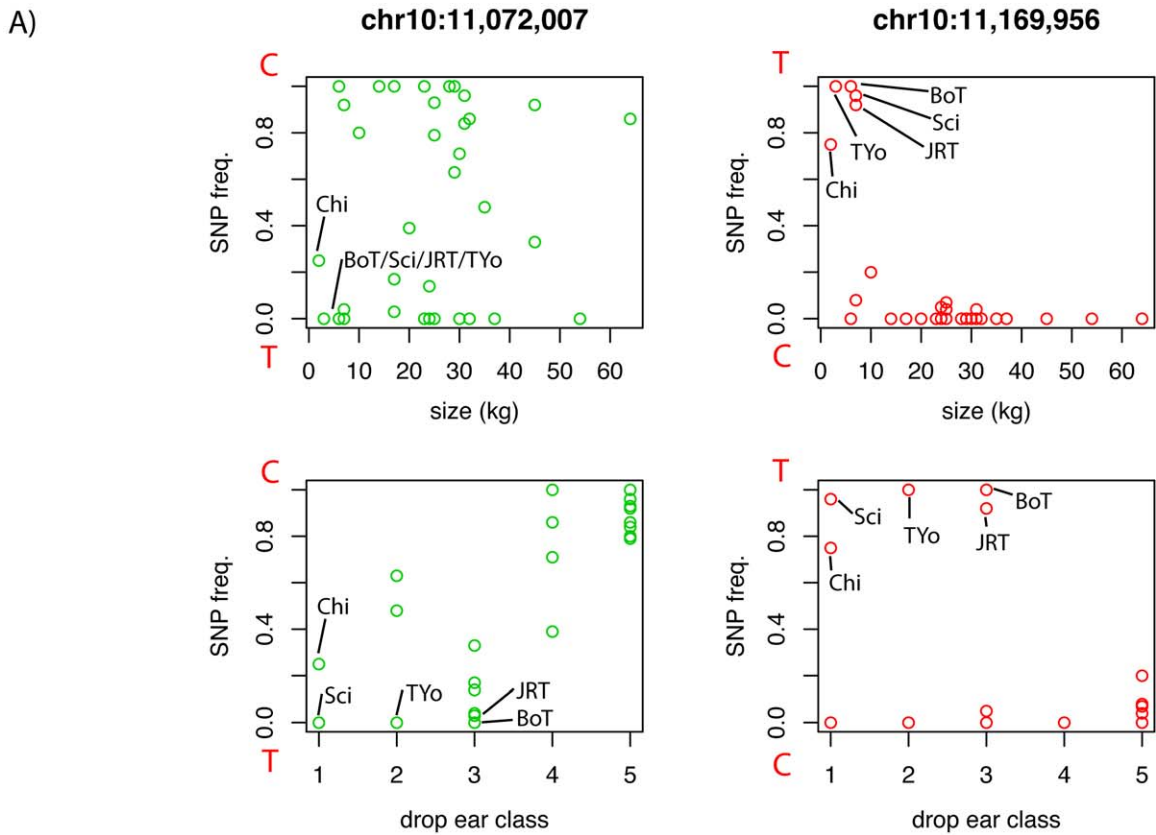 A)
chr10:11,072,007
C
SNP freq.
0.8
0.4
0.0
Chi
BoT/Sci/JRT/TYo
T
0 10 20 30 40 50 60
size (kg)
chr10:11,169,956
T
SNP freq.
0.8
0.4
0.0
BoT
Sci
TYo
JRT
Chi
C
0 10 20 30 40 50 60
size (kg)
C
SNP freq.
0.8
0.4
0.0
Chi
Sci
TYo
JRT
BoT
T
1 2 3 4 5
drop ear class
T
SNP freq.
0.8
0.4
0.0
Sci
TYo
BoT
JRT
Chi
C
1 2 3 4 5
drop ear class